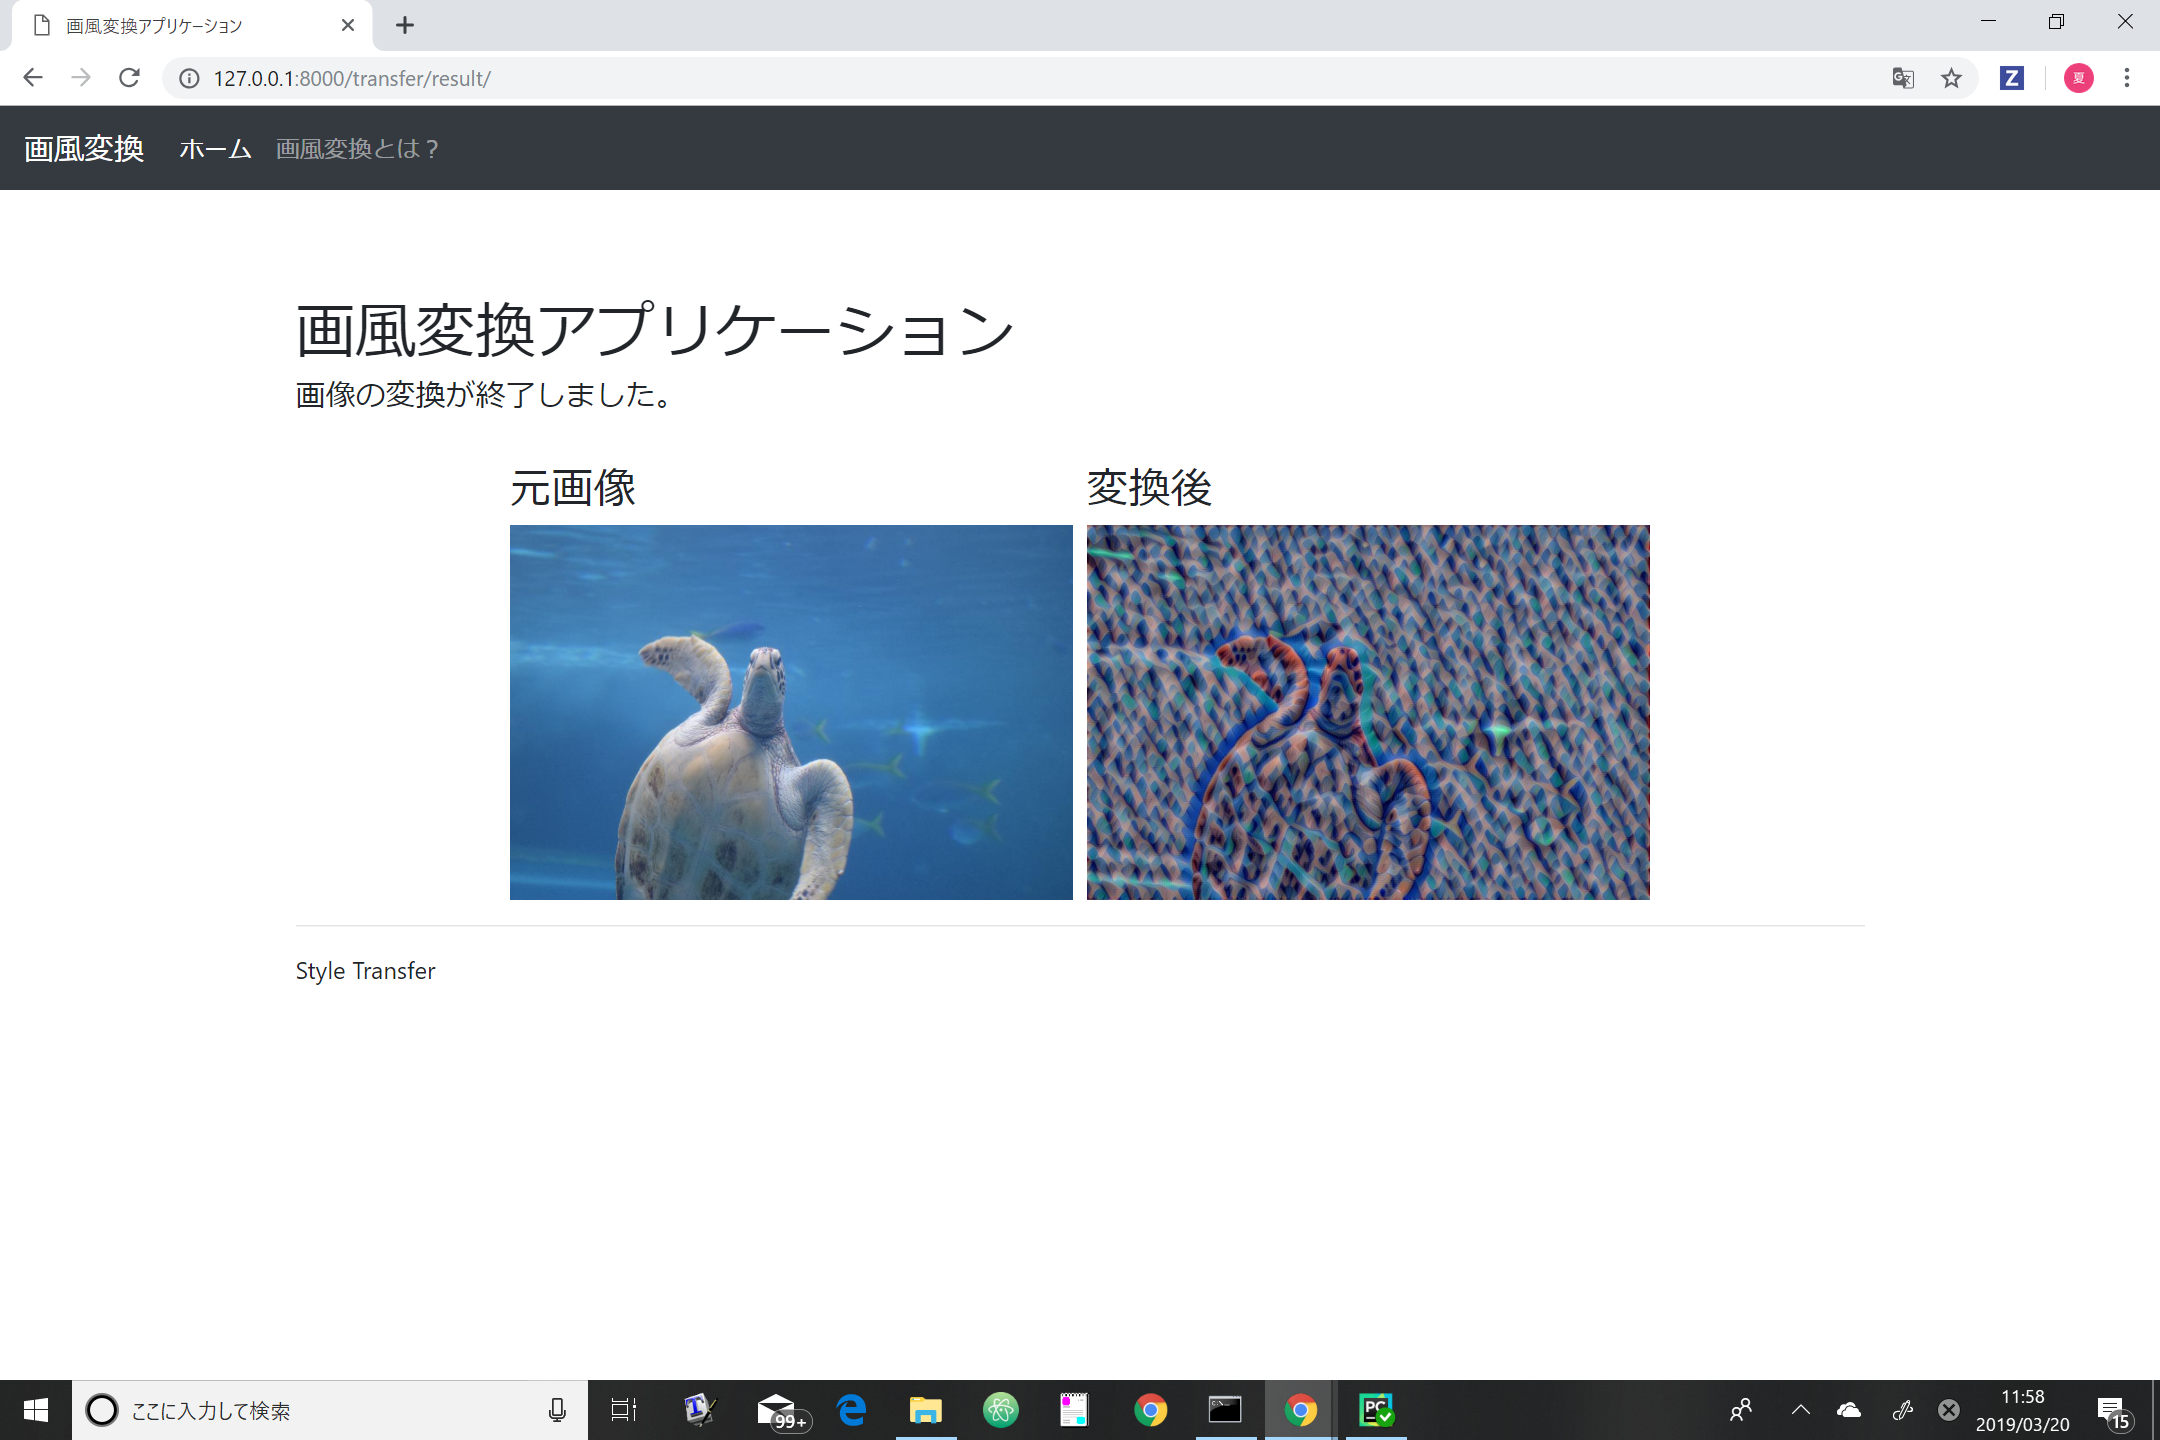 画風変換アプリケーション
127.0.0.1:8000/transfer/result/
夏
画風変換 ホーム 画風変換とは？
画風変換アプリケーション
画像の変換が終了しました。
元画像 変換後
Style Transfer
ここに入力して検索
99+
PC
11:58
2019/03/20
15